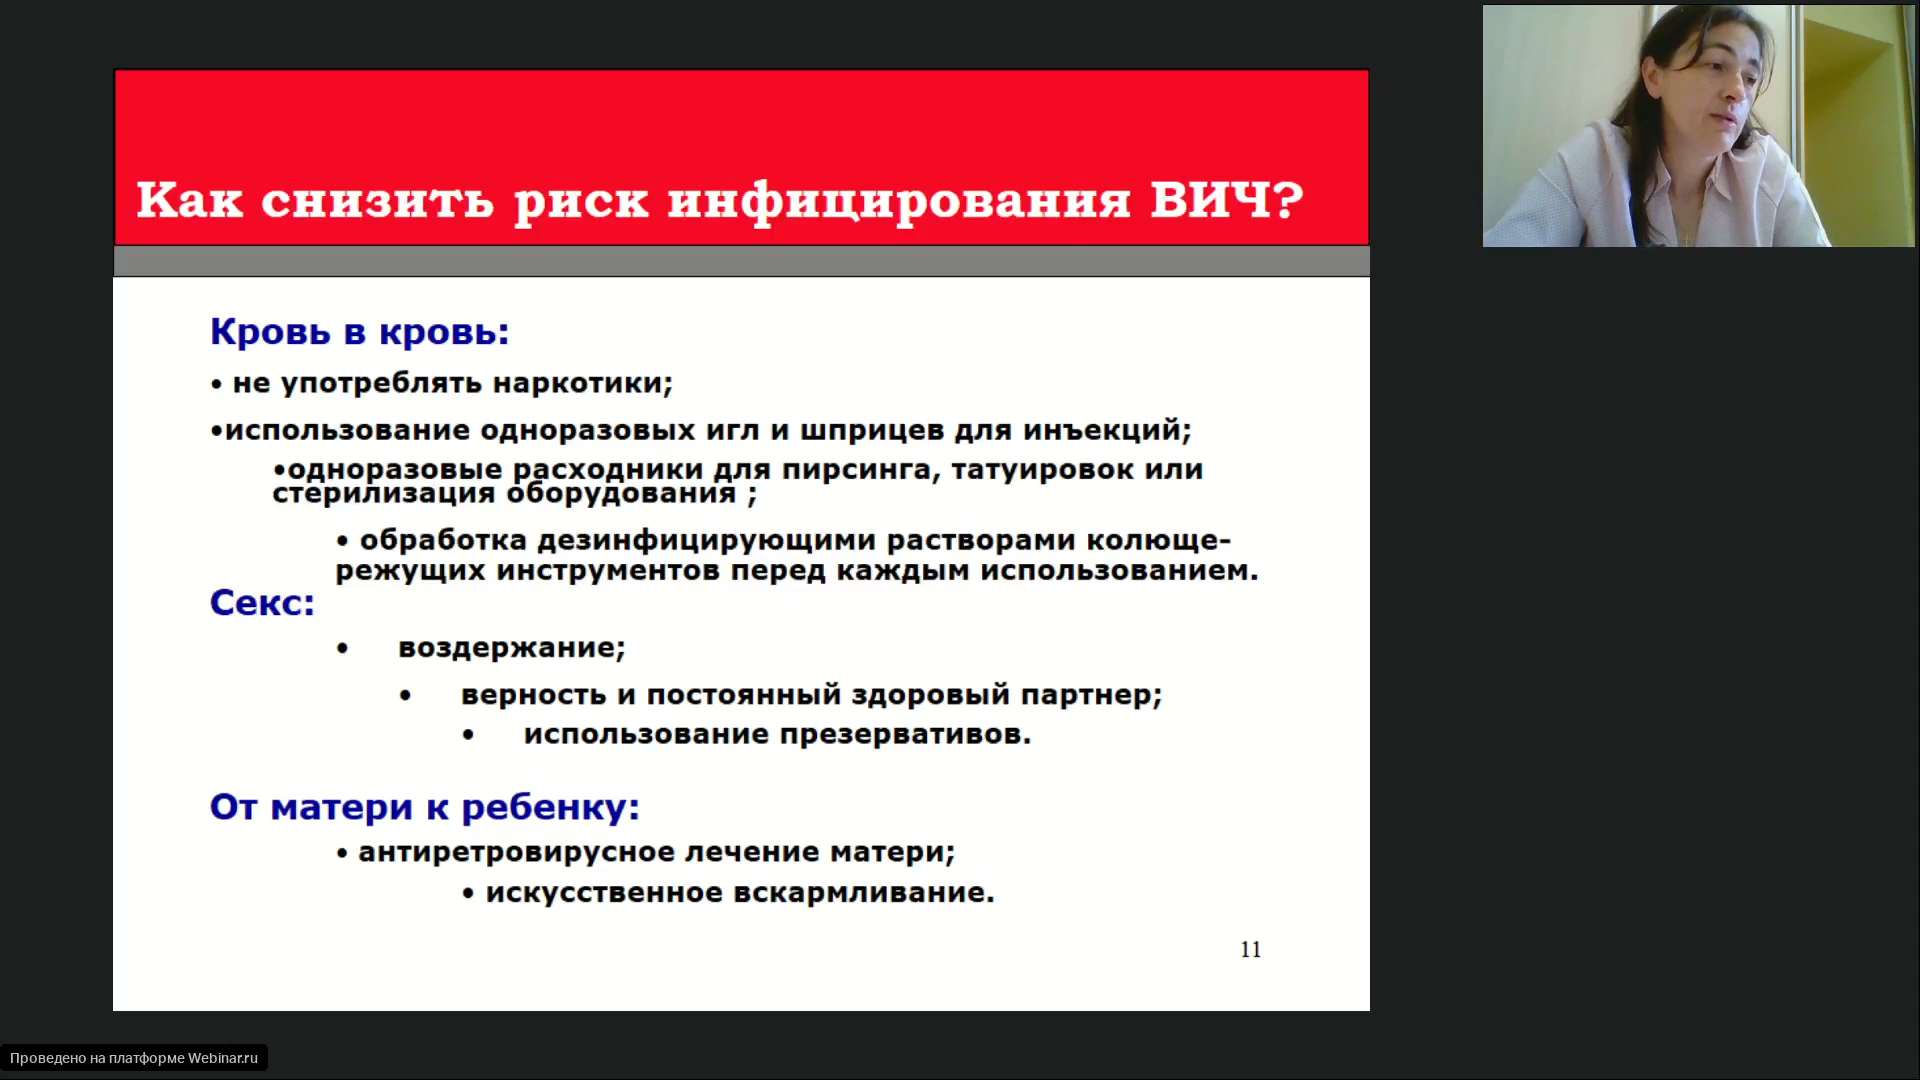 Как снизить риск инфицирования ВИЧ?
Кровь в кровь:
• не употреблять наркотики;
•использование одноразовых игл и шприцев для инъекций;
•одноразовые расходники для пирсинга, татуировок или
стерилизация оборудования ;
• обработка дезинфицирующими растворами колюще-
режущих инструментов перед каждым использованием.
Секс:
• воздержание;
• верность и постоянный здоровый партнер;
• использование презервативов.
От матери к ребенку:
• антиретровирусное лечение матери;
• искусственное вскармливание.
11
Проведено на платформе Webinar.ru